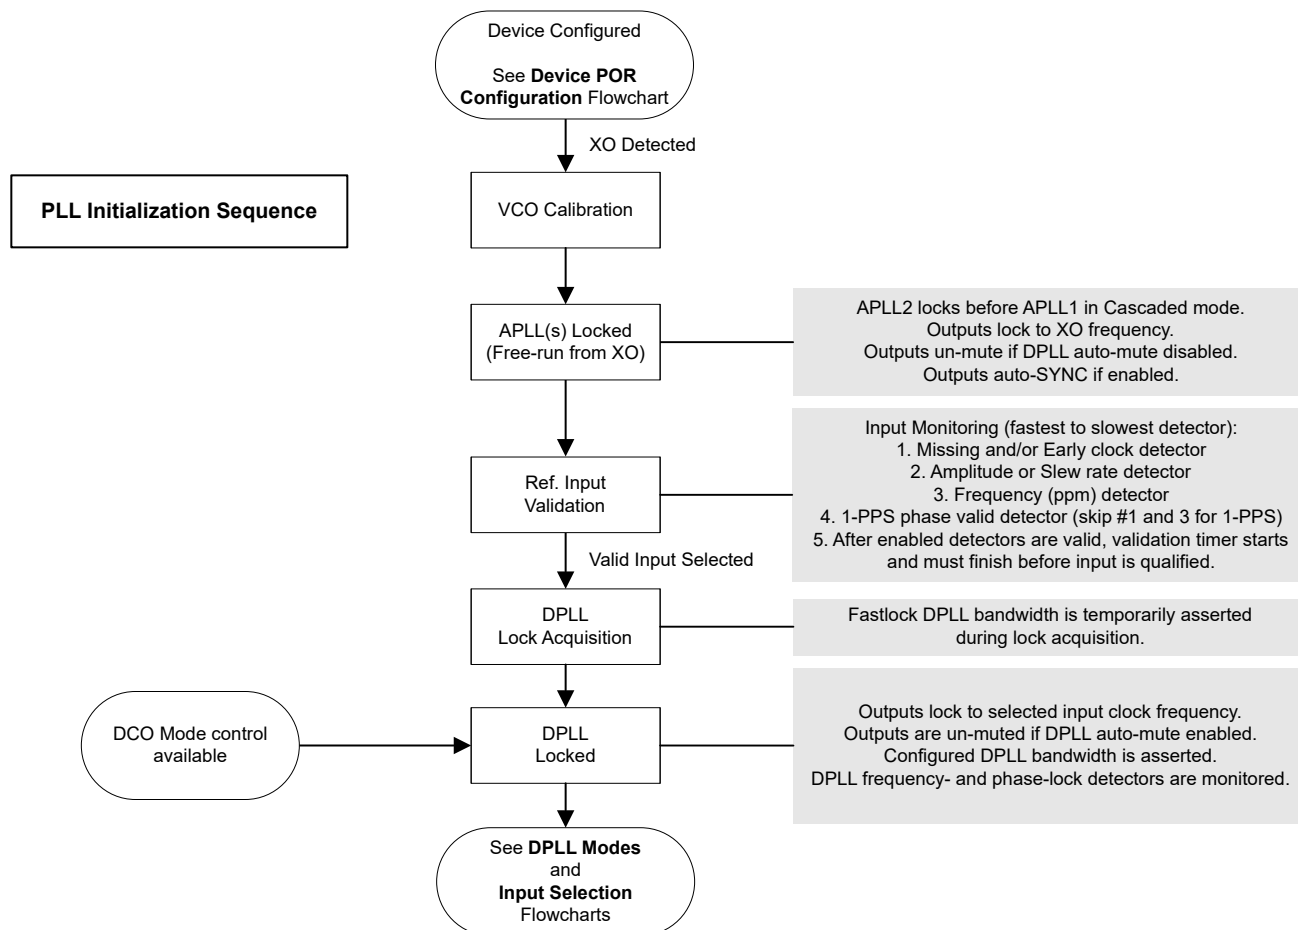 Device Configured
See Device POR
Configuration Flowchart
XO Detected
PLL Initialization Sequence
VCO Calibration
APLL(s) Locked
(Free-run from XO)
APLL2 locks before APLL1 in Cascaded mode.
Outputs lock to XO frequency.
Outputs un-mute if DPLL auto-mute disabled.
Outputs auto-SYNC if enabled.
Ref. Input
Validation
Input Monitoring (fastest to slowest detector):
1. Missing and/or Early clock detector
2. Amplitude or Slew rate detector
3. Frequency (ppm) detector
4. 1-PPS phase valid detector (skip #1 and 3 for 1-PPS)
5. After enabled detectors are valid, validation timer starts
and must finish before input is qualified.
Valid Input Selected
DPLL
Lock Acquisition
Fastlock DPLL bandwidth is temporarily asserted
during lock acquisition.
DCO Mode control
available
DPLL
Locked
Outputs lock to selected input clock frequency.
Outputs are un-muted if DPLL auto-mute enabled.
Configured DPLL bandwidth is asserted.
DPLL frequency- and phase-lock detectors are monitored.
See DPLL Modes
and
Input Selection
Flowcharts